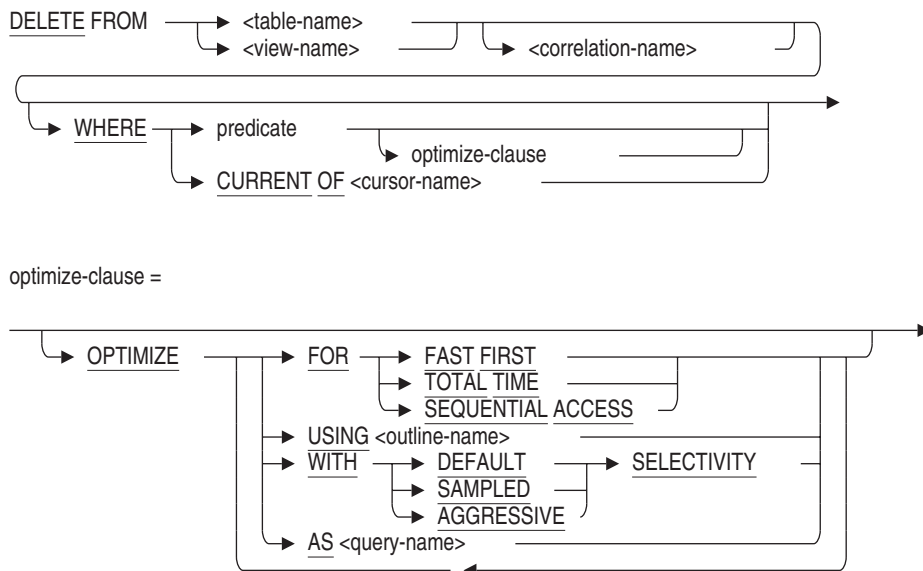 DELETE FROM <table-name>
<view-name> <correlation-name>
WHERE predicate
optimize-clause
CURRENT OF <cursor-name>
optimize-clause =
OPTIMIZE FOR FAST FIRST
TOTAL TIME
SEQUENTIAL ACCESS
USING <outline-name>
WITH DEFAULT SELECTIVITY
SAMPLED
AGGRESSIVE
AS <query-name>